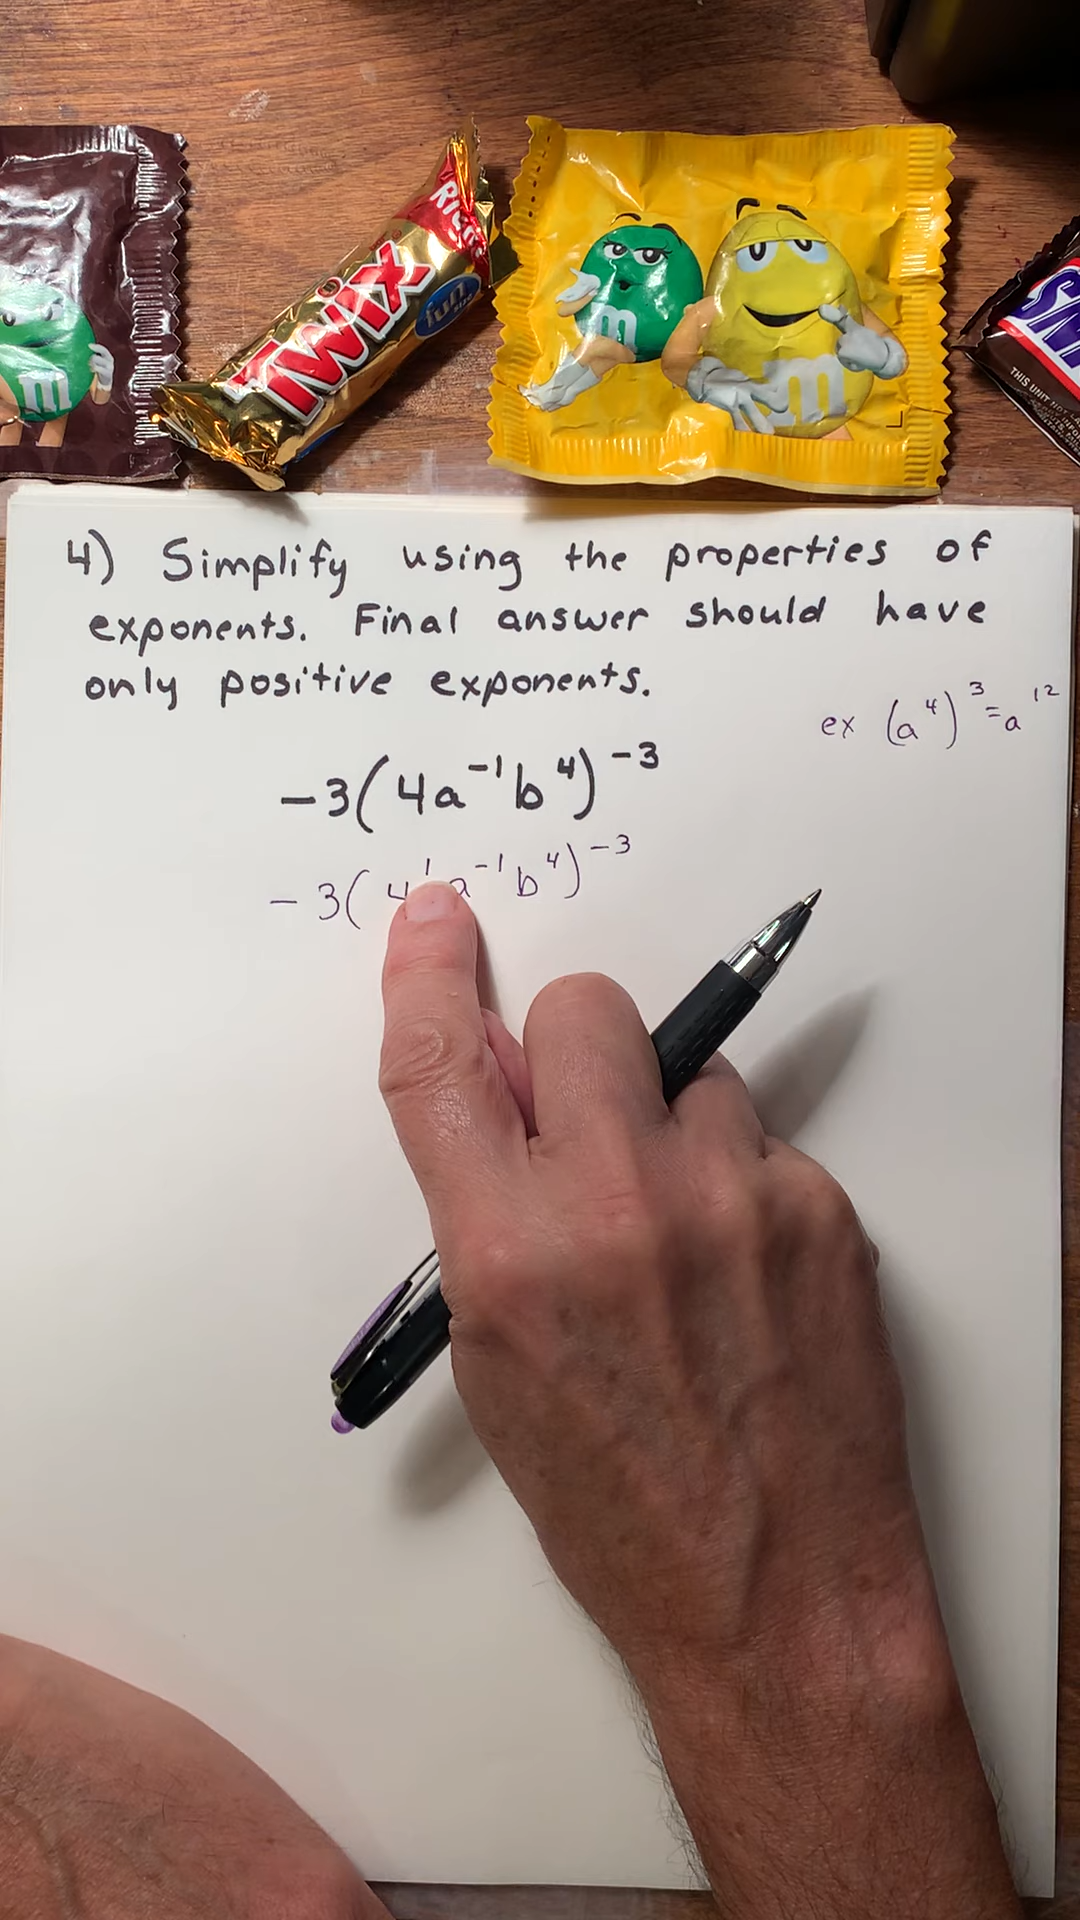 TWIX
fun
SIZE
m
m
m
THIS UNIT NOT
4) Simplify using the properties of
exponents. Final answer should have
only positive exponents.
ex (a⁴)³=a¹²
-3(4a⁻¹b⁴)⁻³
-3(4¹a⁻¹b⁴)⁻³